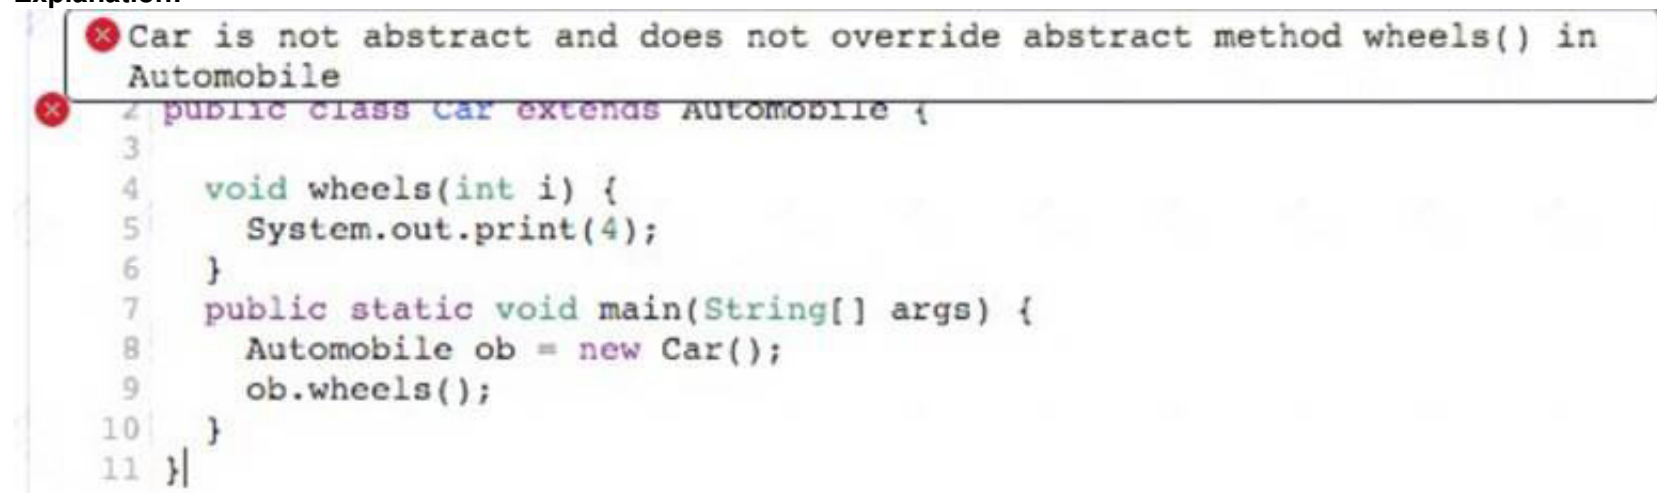 Explanation:
Car is not abstract and does not override abstract method wheels() in
Automobile
2 public class Car extends Automobile {
3
4 void wheels(int i) {
5 System.out.print(4);
6 }
7 public static void main(String[] args) {
8 Automobile ob = new Car();
9 ob.wheels();
10 }
11 }